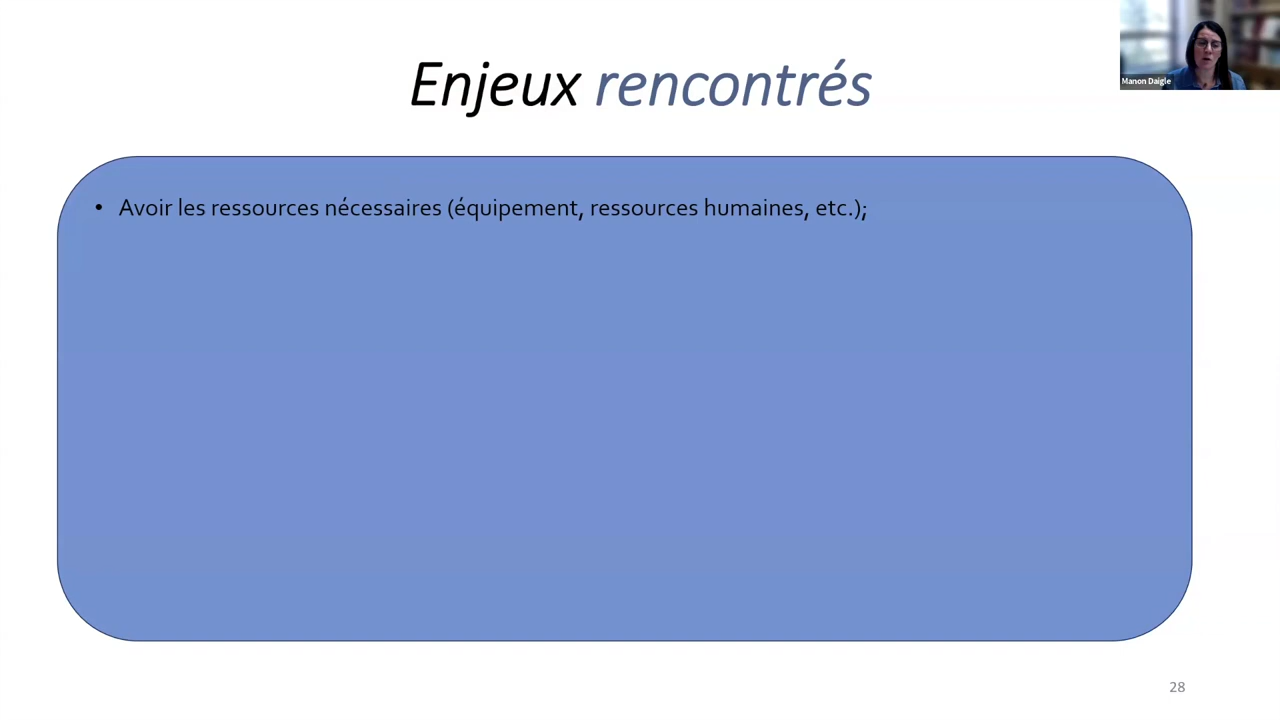 Enjeux rencontrés
Manon Daigle
• Avoir les ressources nécessaires (équipement, ressources humaines, etc.);
28